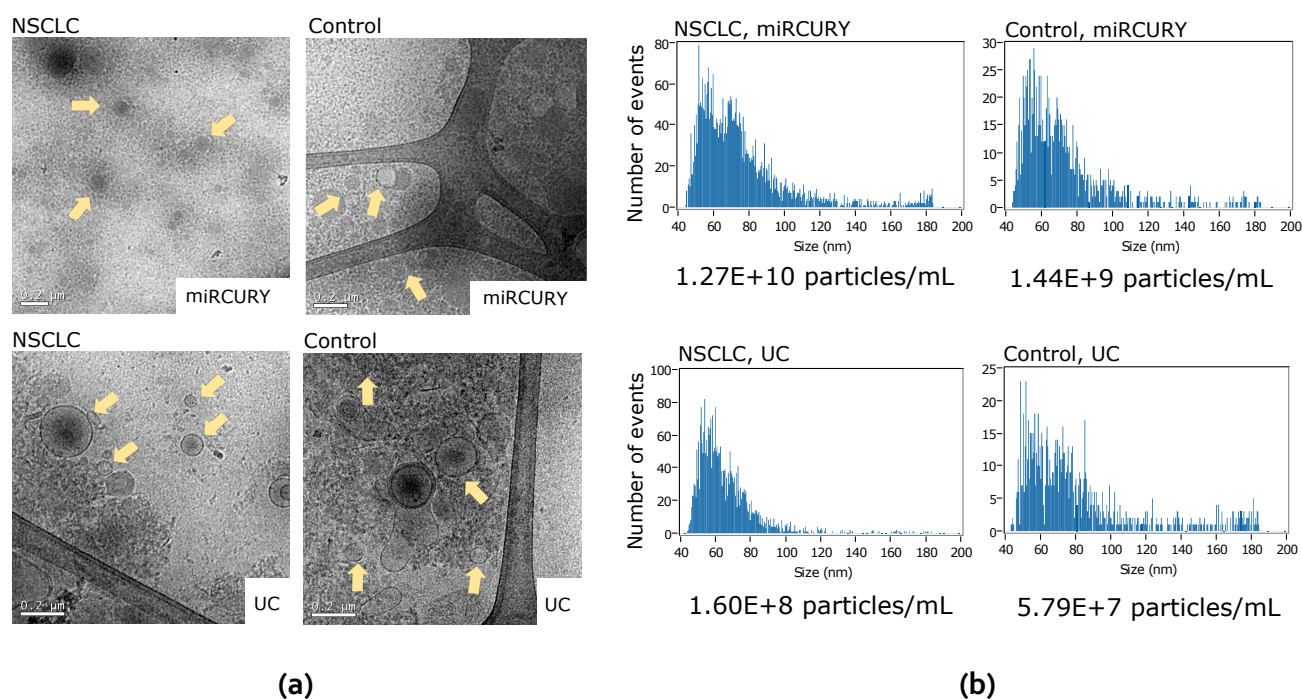 NSCLC
Control
miRCURY
0.2 μm
miRCURY
0.2 μm
NSCLC
Control
UC
0.2 μm
UC
0.2 μm
(a)
NSCLC, miRCURY
Number of events
80
60
40
20
0
40 60 80 100 120 140 160 180 200
Size (nm)
1.27E+10 particles/mL
Control, miRCURY
30
25
20
15
10
5
0
40 60 80 100 120 140 160 180 200
Size (nm)
1.44E+9 particles/mL
NSCLC, UC
Number of events
100
80
60
40
20
0
40 60 80 100 120 140 160 180 200
Size (nm)
1.60E+8 particles/mL
Control, UC
25
20
15
10
5
0
40 60 80 100 120 140 160 180 200
Size (nm)
5.79E+7 particles/mL
(b)